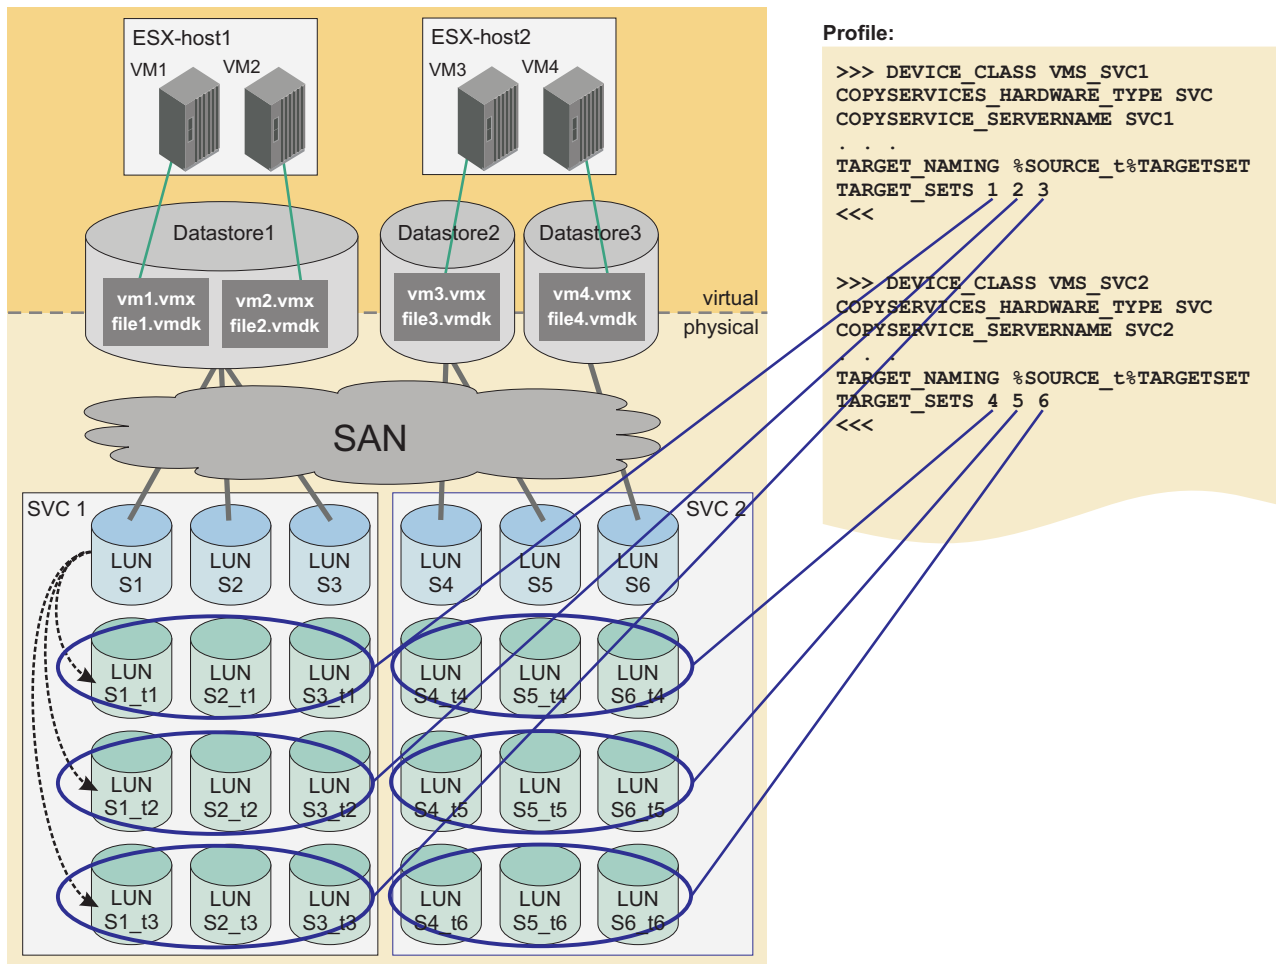 ESX-host1
VM1
VM2
ESX-host2
VM3
VM4
Datastore1
Datastore2
Datastore3
vm1.vmx
file1.vmdk
vm2.vmx
file2.vmdk
vm3.vmx
file3.vmdk
vm4.vmx
file4.vmdk
virtual
physical
SAN
SVC 1
SVC 2
LUN
S1
LUN
S2
LUN
S3
LUN
S4
LUN
S5
LUN
S6
LUN
S1_t1
LUN
S2_t1
LUN
S3_t1
LUN
S4_t4
LUN
S5_t4
LUN
S6_t4
LUN
S1_t2
LUN
S2_t2
LUN
S3_t2
LUN
S4_t5
LUN
S5_t5
LUN
S6_t5
LUN
S1_t3
LUN
S2_t3
LUN
S3_t3
LUN
S4_t6
LUN
S5_t6
LUN
S6_t6
Profile:
>>> DEVICE_CLASS VMS_SVC1
COPYSERVICES_HARDWARE_TYPE SVC
COPYSERVICE_SERVERNAME SVC1
. . .
TARGET_NAMING %SOURCE_t%TARGETSET
TARGET_SETS 1 2 3
<<<
>>> DEVICE_CLASS VMS_SVC2
COPYSERVICES_HARDWARE_TYPE SVC
COPYSERVICE_SERVERNAME SVC2
. . .
TARGET_NAMING %SOURCE_t%TARGETSET
TARGET_SETS 4 5 6
<<<